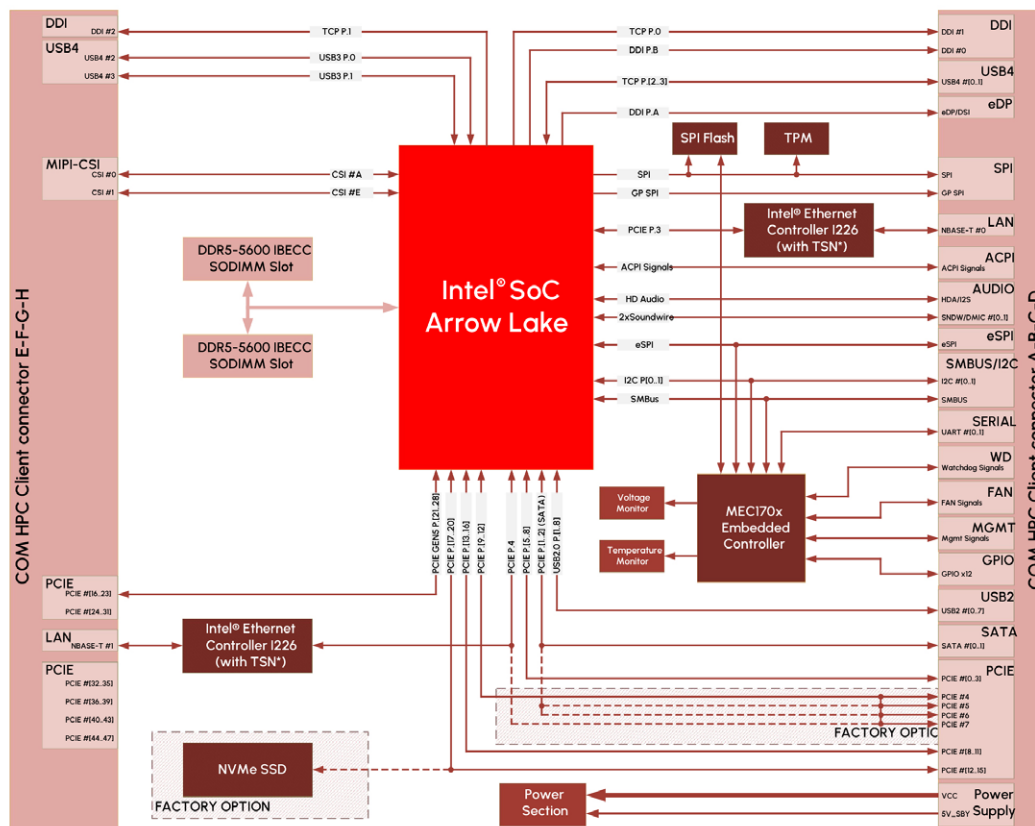 COM HPC Client connector E-F-G-H
DDI
DDI #2
USB4
USB4 #2
USB4 #3
MIPI-CSI
CSI #0
CSI #1
PCIE
PCIE #[16..23]
PCIE #[24..31]
LAN
NBASE-T #1
PCIE
PCIE #[32..35]
PCIE #[36..39]
PCIE #[40..43]
PCIE #[44..47]
TCP P.1
USB3 P.0
USB3 P.1
CSI #A
CSI #E
DDR5-5600 IBECC
SODIMM Slot
DDR5-5600 IBECC
SODIMM Slot
Intel® SoC
Arrow Lake
TCP P.0
DDI P.B
TCP P.[2..3]
DDI P.A
SPI Flash
TPM
SPI
GP SPI
PCIE P.3
Intel® Ethernet
Controller I226
(with TSN*)
ACPI Signals
HD Audio
2xSoundwire
eSPI
I2C P[0..1]
SMBus
PCIE GEN5 P.[21..28]
PCIE P.[17..20]
PCIE P.[13..16]
PCIE P.[9..12]
PCIE P.4
PCIE P.[5..8]
PCIE P.[1..2] (SATA)
USB2.0 P.[1..8]
Voltage
Monitor
Temperature
Monitor
MEC170x
Embedded
Controller
Intel® Ethernet
Controller I226
(with TSN*)
NVMe SSD
FACTORY OPTION
FACTORY OPTIO
Power
Section
DDI
DDI #1
DDI #0
USB4
USB4 #[0..1]
eDP
eDP/DSI
SPI
SPI
GP SPI
LAN
NBASE-T #0
ACPI
ACPI Signals
AUDIO
HDA/I2S
SNDW/DMIC #[0..1]
eSPI
eSPI
SMBUS/I2C
I2C #[0..1]
SMBUS
SERIAL
UART #[0..1]
WD
Watchdog Signals
FAN
FAN Signals
MGMT
Mgmt Signals
GPIO
GPIO x12
USB2
USB2 #[0..7]
SATA
SATA #[0..1]
PCIE
PCIE #[0..3]
PCIE #4
PCIE #5
PCIE #6
PCIE #7
PCIE #[8..11]
PCIE #[12..15]
Power
Supply
VCC
5V_SBY
COM HPC Client connector A-B-C-D